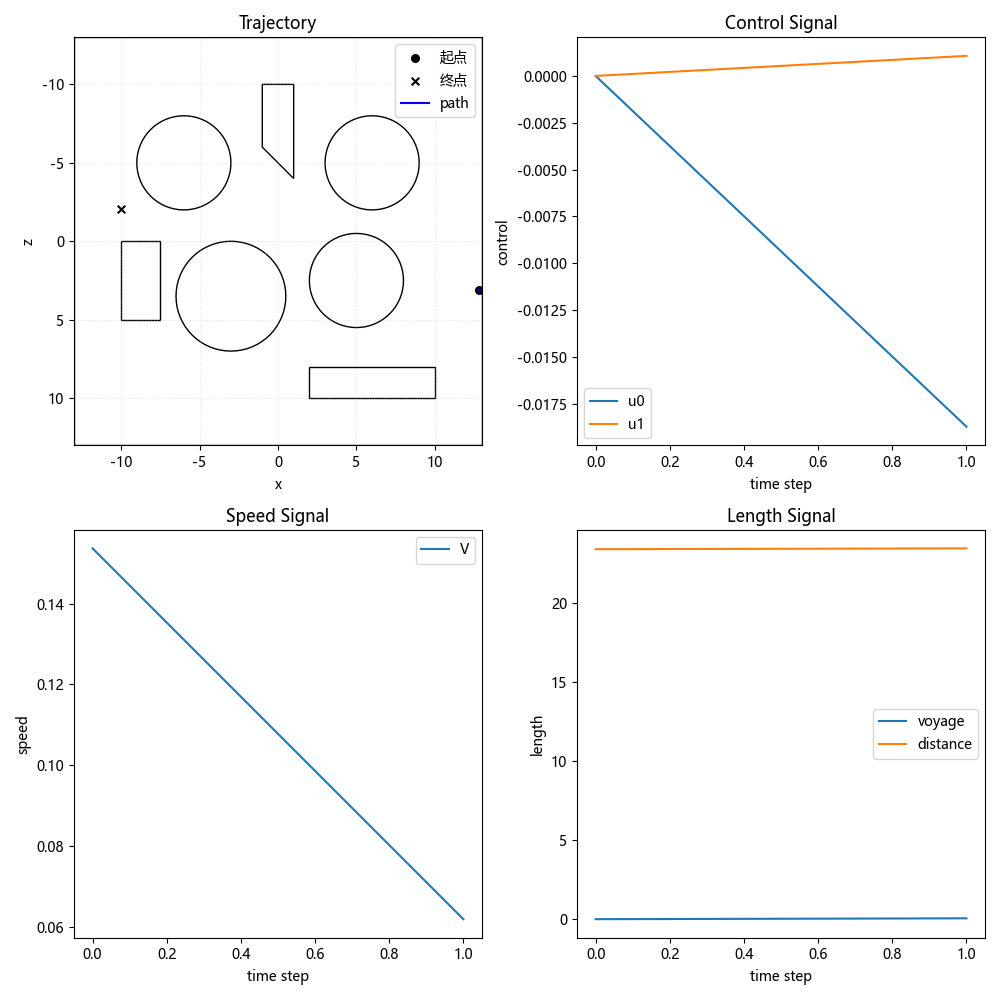 Trajectory
起点
终点
path
-10
-5
0
5
10
z
-10
-5
0
5
10
x
Control Signal
0.0000
-0.0025
-0.0050
-0.0075
-0.0100
-0.0125
-0.0150
-0.0175
control
u0
u1
0.0
0.2
0.4
0.6
0.8
1.0
time step
Speed Signal
V
0.14
0.12
0.10
0.08
0.06
speed
0.0
0.2
0.4
0.6
0.8
1.0
time step
Length Signal
20
15
10
5
0
length
voyage
distance
0.0
0.2
0.4
0.6
0.8
1.0
time step